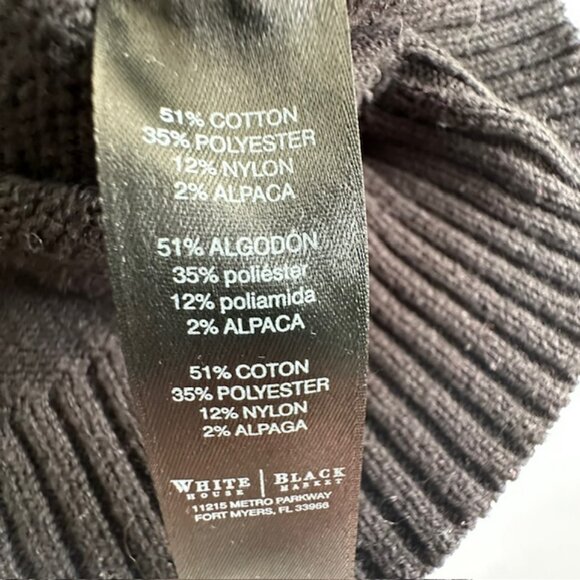 51% COTTON
35% POLYESTER
12% NYLON
2% ALPACA
51% ALGODÓN
35% poliéster
12% poliamida
2% ALPACA
51% COTON
35% POLYESTER
12% NYLON
2% ALPAGA
WHITE HOUSE | BLACK MARKET
11215 METRO PARKWAY
FORT MYERS, FL 33966